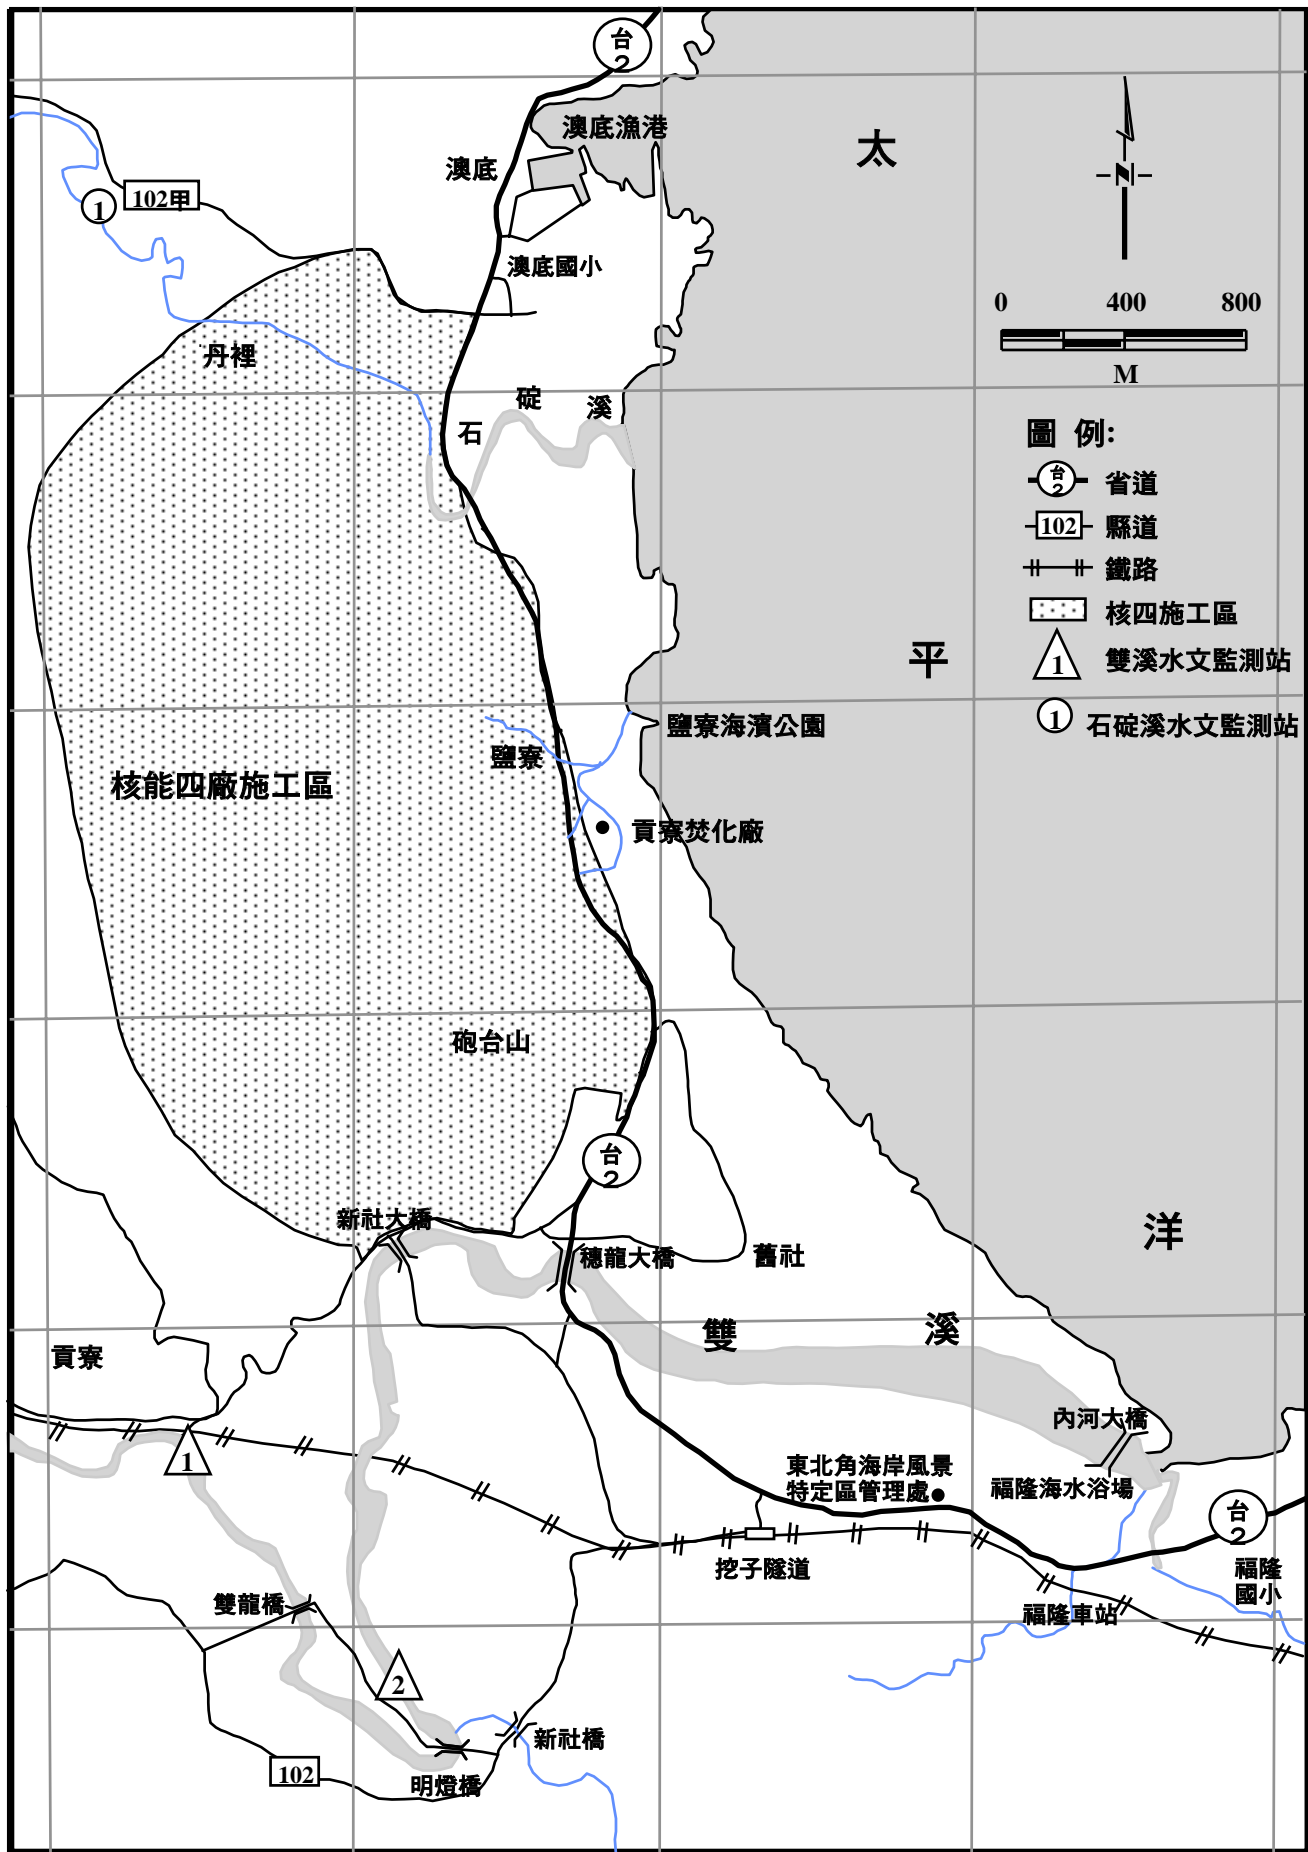 台
2
澳底漁港
太
澳底
N
102甲
1
澳底國小
0 400 800
M
丹裡
碇
溪
石
圖 例:
台
2
省道
102
縣道
鐵路
核四施工區
1
雙溪水文監測站
平
1
石碇溪水文監測站
鹽寮海濱公園
鹽寮
核能四廠施工區
貢寮焚化廠
砲台山
台
2
新社大橋
洋
穗龍大橋
舊社
雙
溪
貢寮
內河大橋
1
東北角海岸風景
特定區管理處
福隆海水浴場
台
2
挖子隧道
福隆
國小
雙龍橋
福隆車站
2
新社橋
102
明燈橋